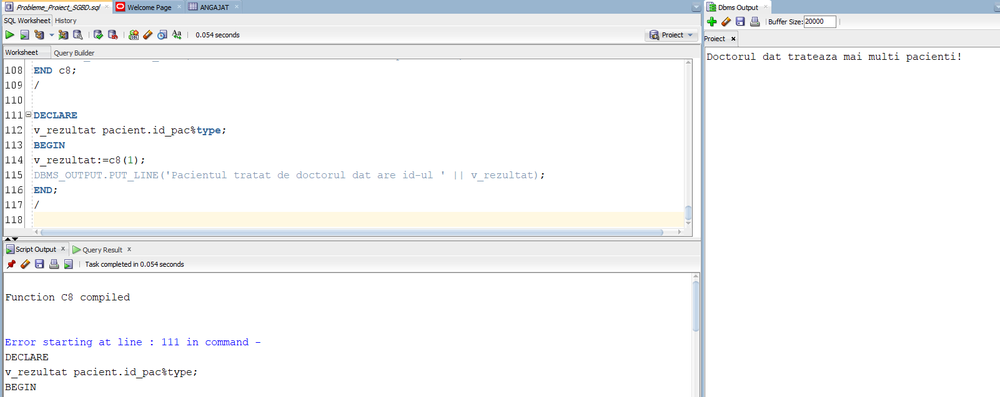 Probleme_Proiect_SGBD.sql
Welcome Page
ANGAJAT
SQL Worksheet History
0.054 seconds
Proiect
Worksheet Query Builder
108 END c8;
109 /
110
111 DECLARE
112 v_rezultat pacient.id_pac%type;
113 BEGIN
114 v_rezultat:=c8(1);
115 DBMS_OUTPUT.PUT_LINE('Pacientul tratat de doctorul dat are id-ul ' || v_rezultat);
116 END;
117 /
118
Script Output
Query Result
Task completed in 0.054 seconds
Function C8 compiled
Error starting at line : 111 in command -
DECLARE
v_rezultat pacient.id_pac%type;
BEGIN
Dbms Output
Buffer Size: 20000
Proiect
Doctorul dat trateaza mai multi pacienti!